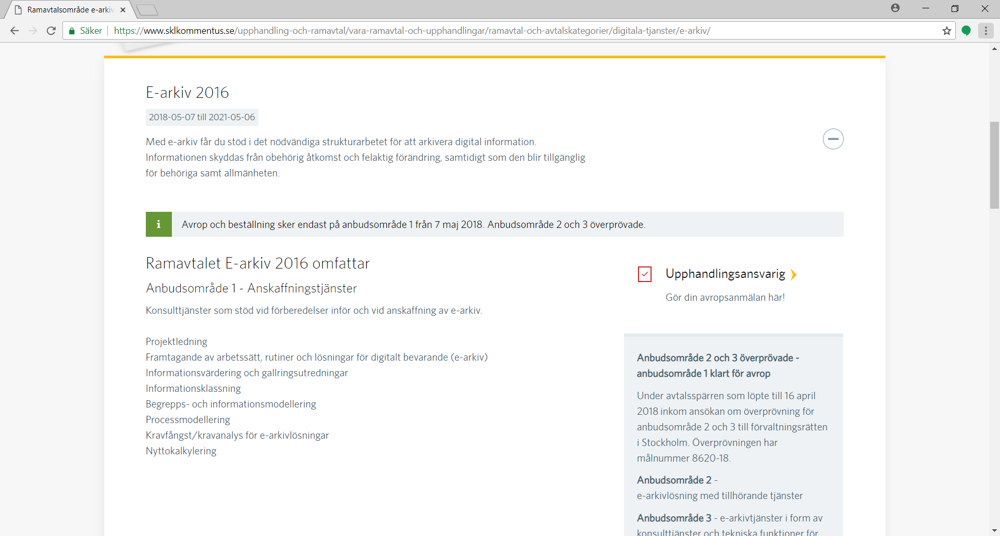 Ramavtalsområde e-arkiv
Säker
https://www.sklkommentus.se/upphandling-och-ramavtal/vara-ramavtal-och-upphandlingar/ramavtal-och-avtalskategorier/digitala-tjanster/e-arkiv/
E-arkiv 2016
2018-05-07 till 2021-05-06
Med e-arkiv får du stöd i det nödvändiga strukturarbetet för att arkivera digital information.
Informationen skyddas från obehörig åtkomst och felaktig förändring, samtidigt som den blir tillgänglig
för behöriga samt allmänheten.
i Avrop och beställning sker endast på anbudsområde 1 från 7 maj 2018. Anbudsområde 2 och 3 överprövade.
Ramavtalet E-arkiv 2016 omfattar
Anbudsområde 1 - Anskaffningstjänster
Konsulttjänster som stöd vid förberedelser inför och vid anskaffning av e-arkiv.
Projektledning
Framtagande av arbetssätt, rutiner och lösningar för digitalt bevarande (e-arkiv)
Informationsvärdering och gallringsutredningar
Informationsklassning
Begrepps- och informationsmodellering
Processmodellering
Kravfångst/kravanalys för e-arkivlösningar
Nyttokalkylering
Upphandlingsansvarig
Gör din avropsanmälan här!
Anbudsområde 2 och 3 överprövade -
anbudsområde 1 klart för avrop
Under avtalsspärren som löpte till 16 april
2018 inkom ansökan om överprövning för
anbudsområde 2 och 3 till förvaltningsrätten
i Stockholm. Överprövningen har
målnummer 8620-18.
Anbudsområde 2 -
e-arkivlösning med tillhörande tjänster
Anbudsområde 3 - e-arkivtjänster i form av
konsulttjänster och tekniska funktioner för